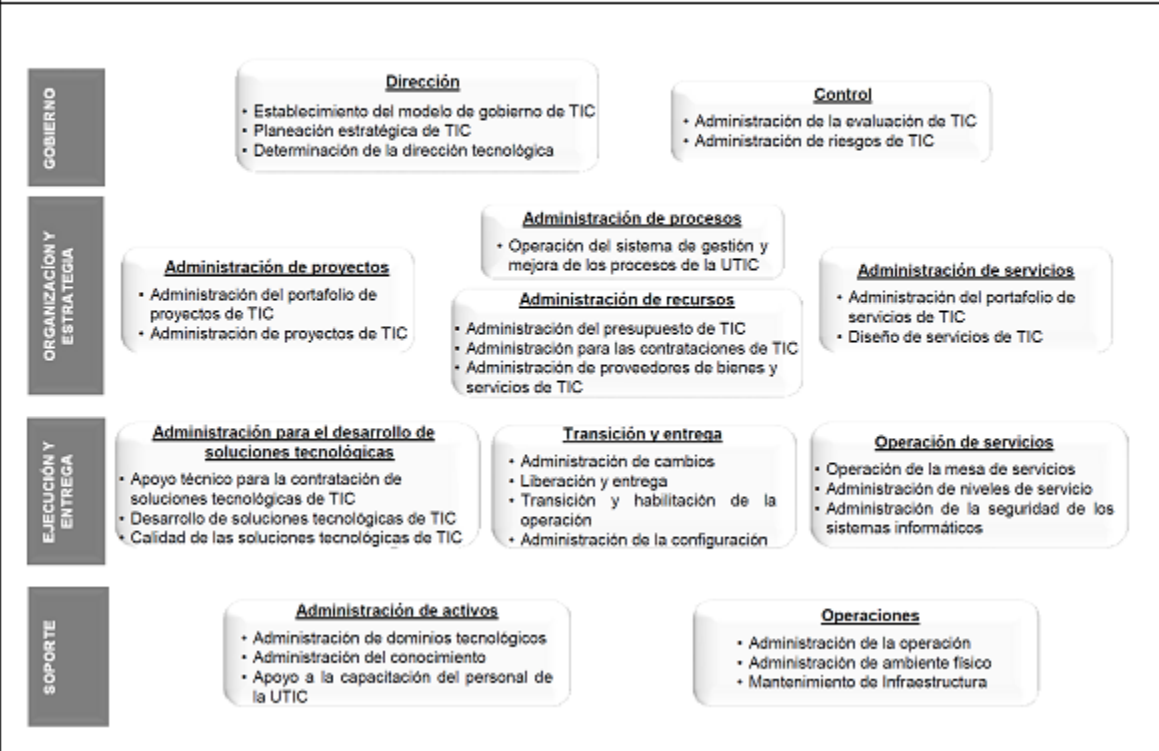 GOBIERNO
Dirección
• Establecimiento del modelo de gobierno de TIC
• Planeación estratégica de TIC
• Determinación de la dirección tecnológica
Control
• Administración de la evaluación de TIC
• Administración de riesgos de TIC
ORGANIZACIÓN Y
ESTRATEGIA
Administración de proyectos
• Administración del portafolio de
proyectos de TIC
• Administración de proyectos de TIC
Administración de procesos
• Operación del sistema de gestión y
mejora de los procesos de la UTIC
Administración de recursos
• Administración del presupuesto de TIC
• Administración para las contrataciones de TIC
• Administración de proveedores de bienes y
servicios de TIC
Administración de servicios
• Administración del portafolio de
servicios de TIC
• Diseño de servicios de TIC
EJECUCIÓN Y
ENTREGA
Administración para el desarrollo de
soluciones tecnológicas
• Apoyo técnico para la contratación de
soluciones tecnológicas de TIC
• Desarrollo de soluciones tecnológicas de TIC
• Calidad de las soluciones tecnológicas de TIC
Transición y entrega
• Administración de cambios
• Liberación y entrega
• Transición y habilitación de la
operación
• Administración de la configuración
Operación de servicios
• Operación de la mesa de servicios
• Administración de niveles de servicio
• Administración de la seguridad de los
sistemas informáticos
SOPORTE
Administración de activos
• Administración de dominios tecnológicos
• Administración del conocimiento
• Apoyo a la capacitación del personal de
la UTIC
Operaciones
• Administración de la operación
• Administración de ambiente físico
• Mantenimiento de Infraestructura